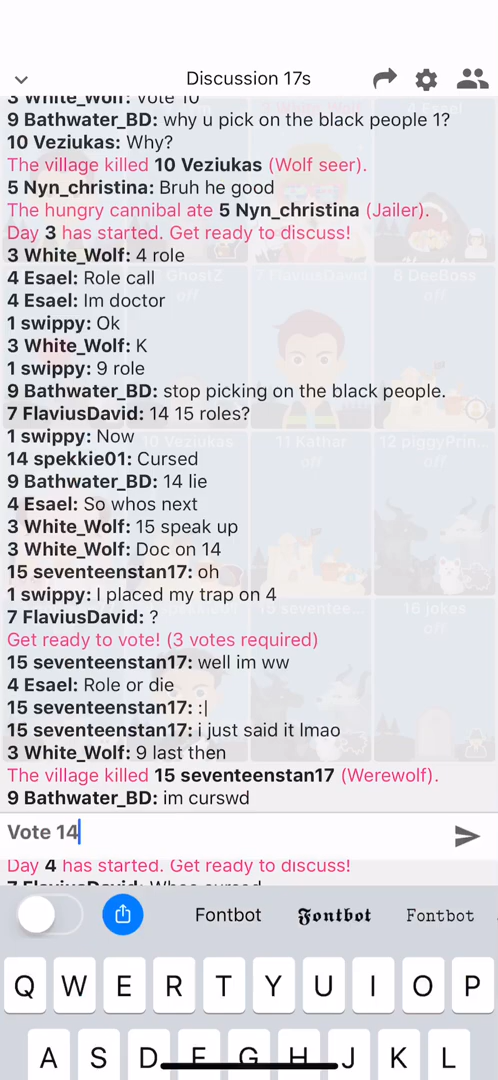 Discussion 17s
3 White_Wolf: Vote 10
9 Bathwater_BD: why u pick on the black people 1?
10 Veziukas: Why?
The village killed 10 Veziukas (Wolf seer).
5 Nyn_christina: Bruh he good
The hungry cannibal ate 5 Nyn_christina (Jailer).
Day 3 has started. Get ready to discuss!
3 White_Wolf: 4 role
4 Esael: Role call
4 Esael: Im doctor
1 swippy: Ok
3 White_Wolf: K
1 swippy: 9 role
9 Bathwater_BD: stop picking on the black people.
7 FlaviusDavid: 14 15 roles?
1 swippy: Now
14 spekkie01: Cursed
9 Bathwater_BD: 14 lie
4 Esael: So whos next
3 White_Wolf: 15 speak up
3 White_Wolf: Doc on 14
15 seventeenstan17: oh
1 swippy: I placed my trap on 4
7 FlaviusDavid: ?
Get ready to vote! (3 votes required)
15 seventeenstan17: well im ww
4 Esael: Role or die
15 seventeenstan17: :|
15 seventeenstan17: i just said it lmao
3 White_Wolf: 9 last then
The village killed 15 seventeenstan17 (Werewolf).
9 Bathwater_BD: im curswd
Vote 14
Day 4 has started. Get ready to discuss!
7 FlaviusDavid: Whos cursed
Fontbot 𝕱𝖔𝖓𝖙𝖇𝖔𝖙 Fontbot
Q W E R T Y U I O P
A S D F G H J K L